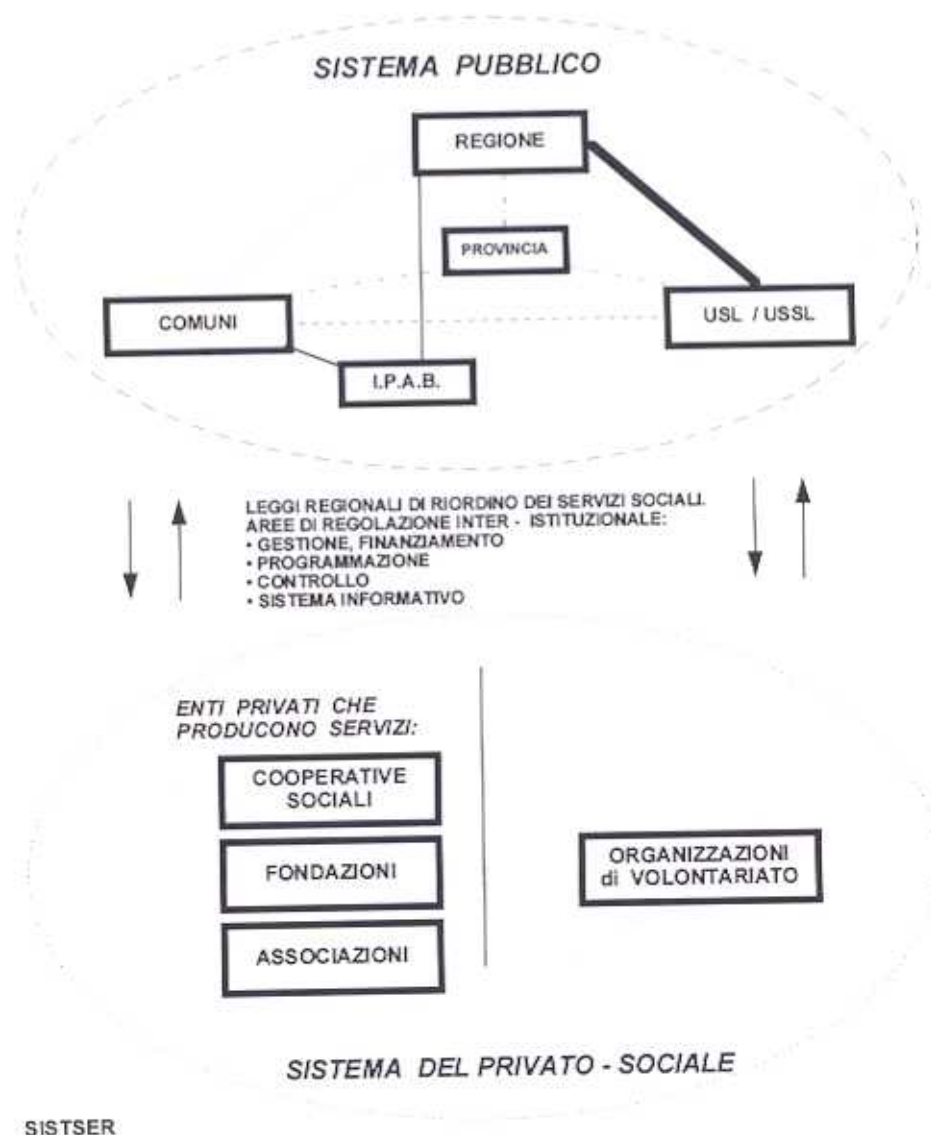 SISTEMA PUBBLICO
REGIONE
PROVINCIA
COMUNI
USL / USSL
I.P.A.B.
LEGGI REGIONALI DI RIORDINO DEI SERVIZI SOCIALI.
AREE DI REGOLAZIONE INTER - ISTITUZIONALE:
• GESTIONE, FINANZIAMENTO
• PROGRAMMAZIONE
• CONTROLLO
• SISTEMA INFORMATIVO
ENTI PRIVATI CHE
PRODUCONO SERVIZI:
COOPERATIVE
SOCIALI
FONDAZIONI
ASSOCIAZIONI
ORGANIZZAZIONI
di VOLONTARIATO
SISTEMA DEL PRIVATO - SOCIALE
SISTSER